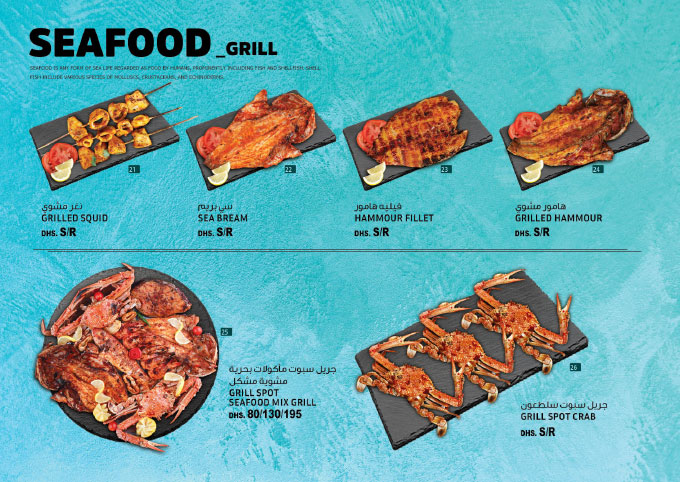 SEAFOOD_GRILL
SEAFOOD IS ANY FORM OF SEA LIFE REGARDED AS FOOD BY HUMANS, PROMINENTLY INCLUDING FISH AND SHELLFISH. SHELL
FISH INCLUDE VARIOUS SPECIES OF MOLLUSCS, CRUSTACEANS, AND ECHINODERMS.
21
نغر مشوي
GRILLED SQUID
DHS. S/R
22
سي بريم
SEA BREAM
DHS. S/R
23
فيليه هامور
HAMMOUR FILLET
DHS. S/R
24
هامور مشوي
GRILLED HAMMOUR
DHS. S/R
25
جريل سبوت مأكولات بحرية
مشوية مشكل
GRILL SPOT
SEAFOOD MIX GRILL
DHS. 80/130/195
26
جريل سبوت سلطعون
GRILL SPOT CRAB
DHS. S/R